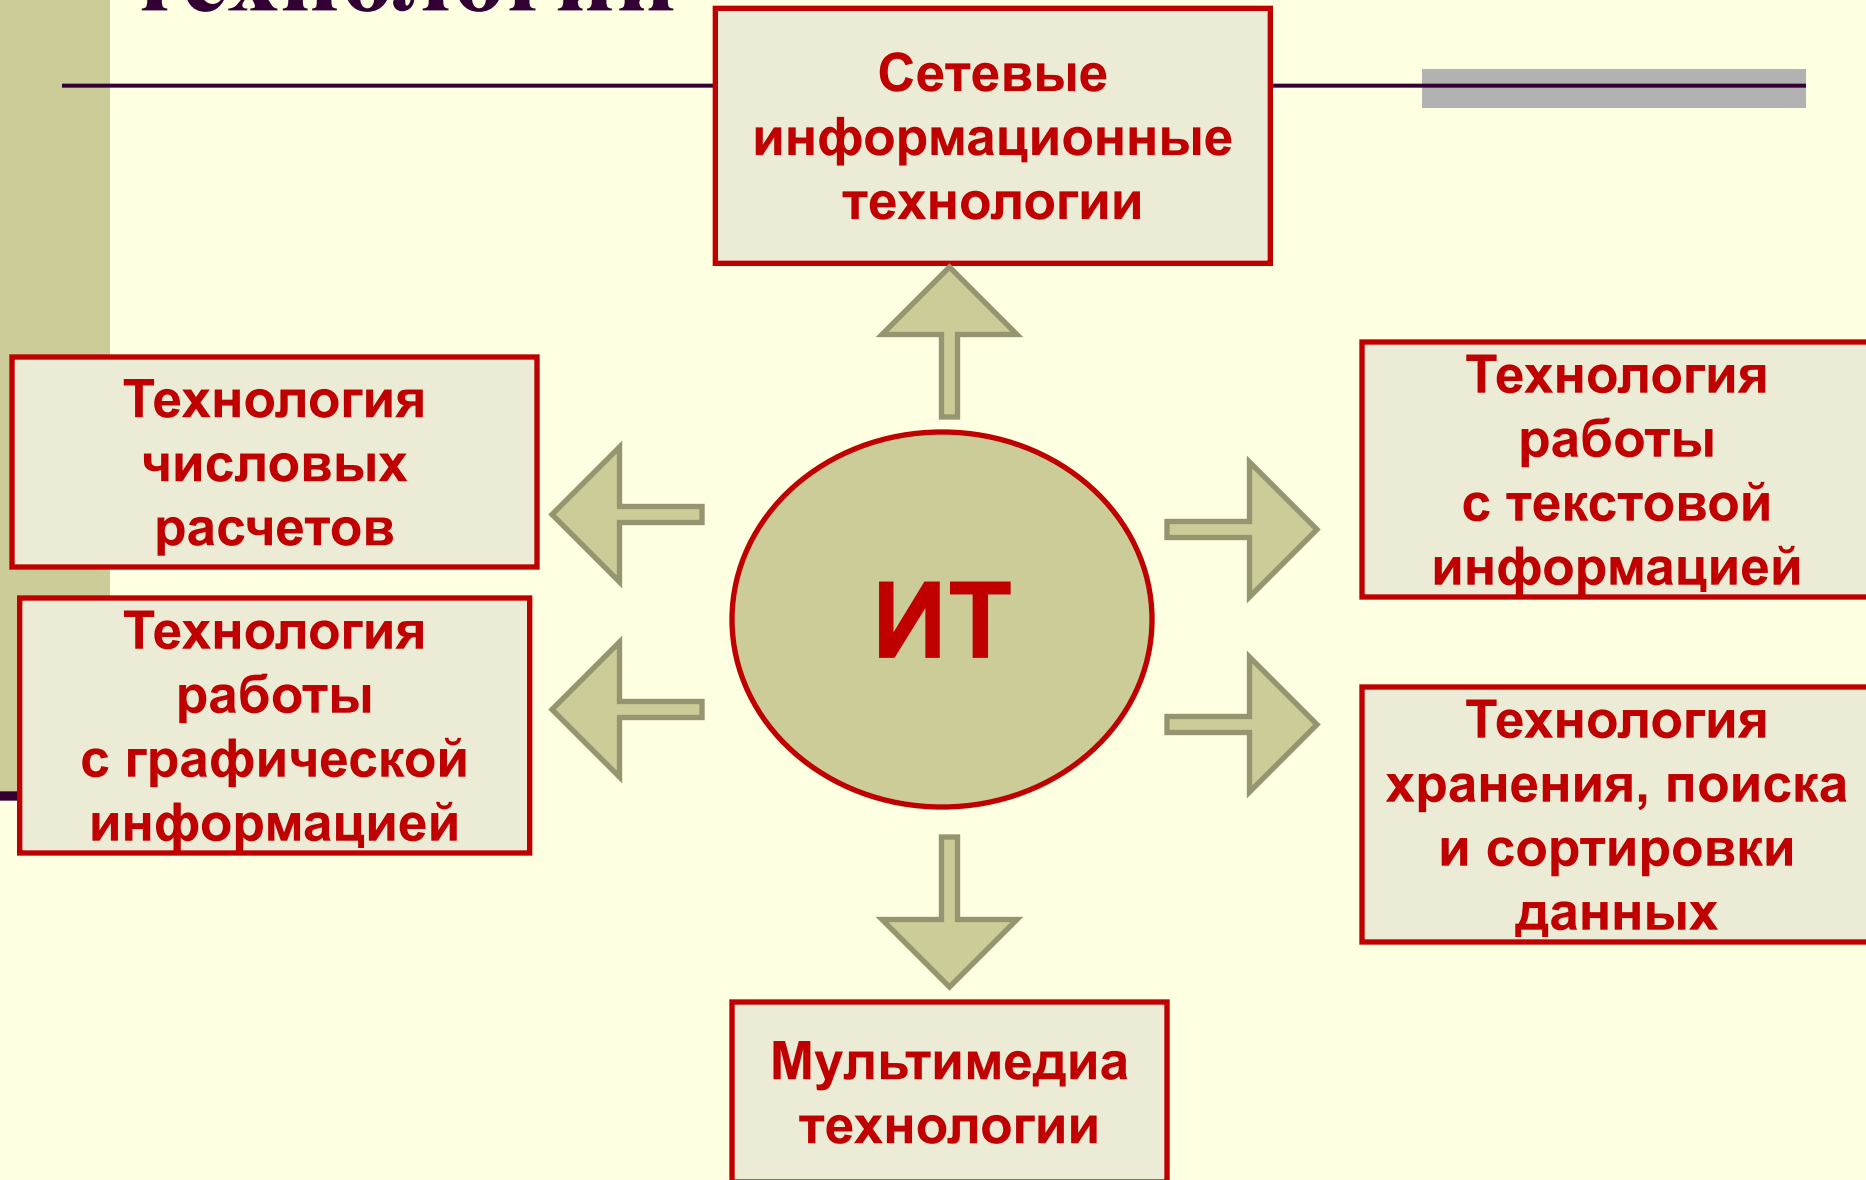 технологии
Сетевые
информационные
технологии
Технология
числовых
расчетов
Технология
работы
с текстовой
информацией
ИТ
Технология
работы
с графической
информацией
Технология
хранения, поиска
и сортировки
данных
Мультимедиа
технологии